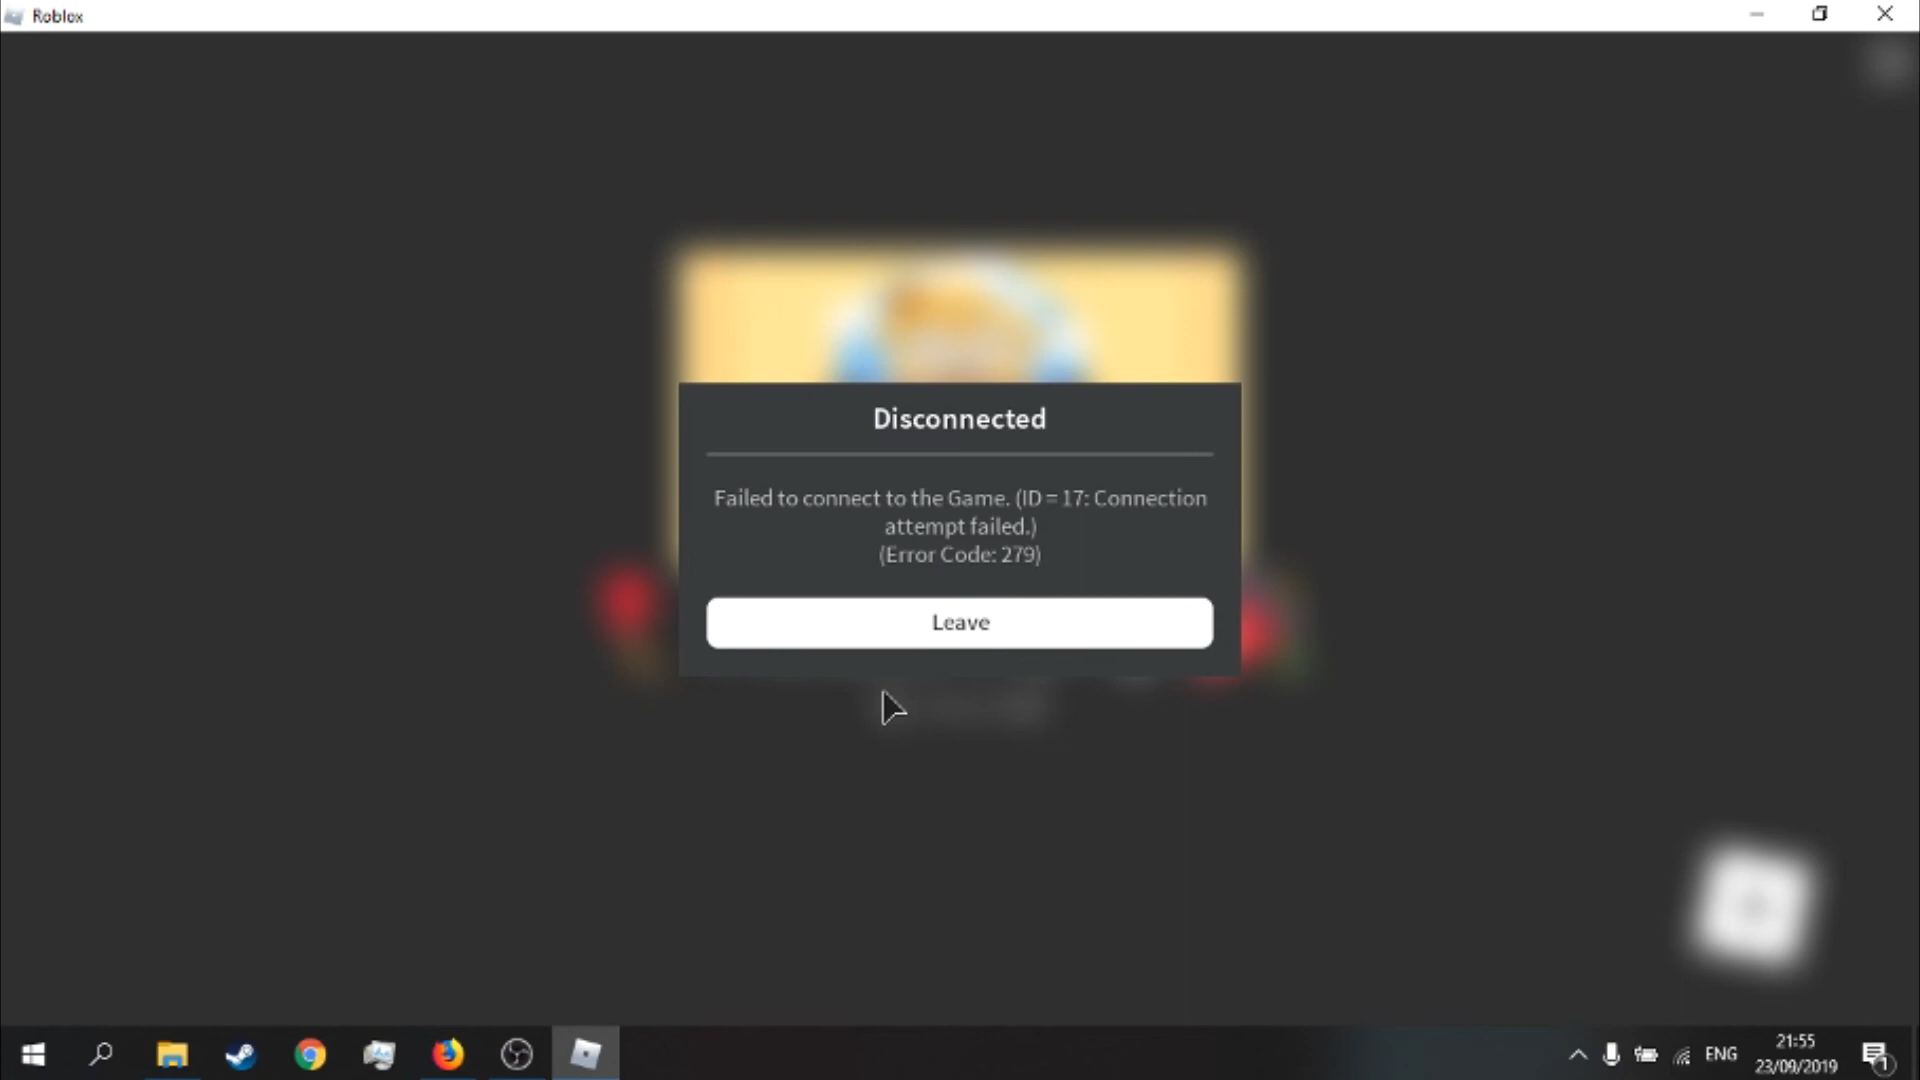 Roblox
Disconnected
Failed to connect to the Game. (ID = 17: Connection
attempt failed.)
(Error Code: 279)
Leave
ENG
21:55
23/09/2019
1